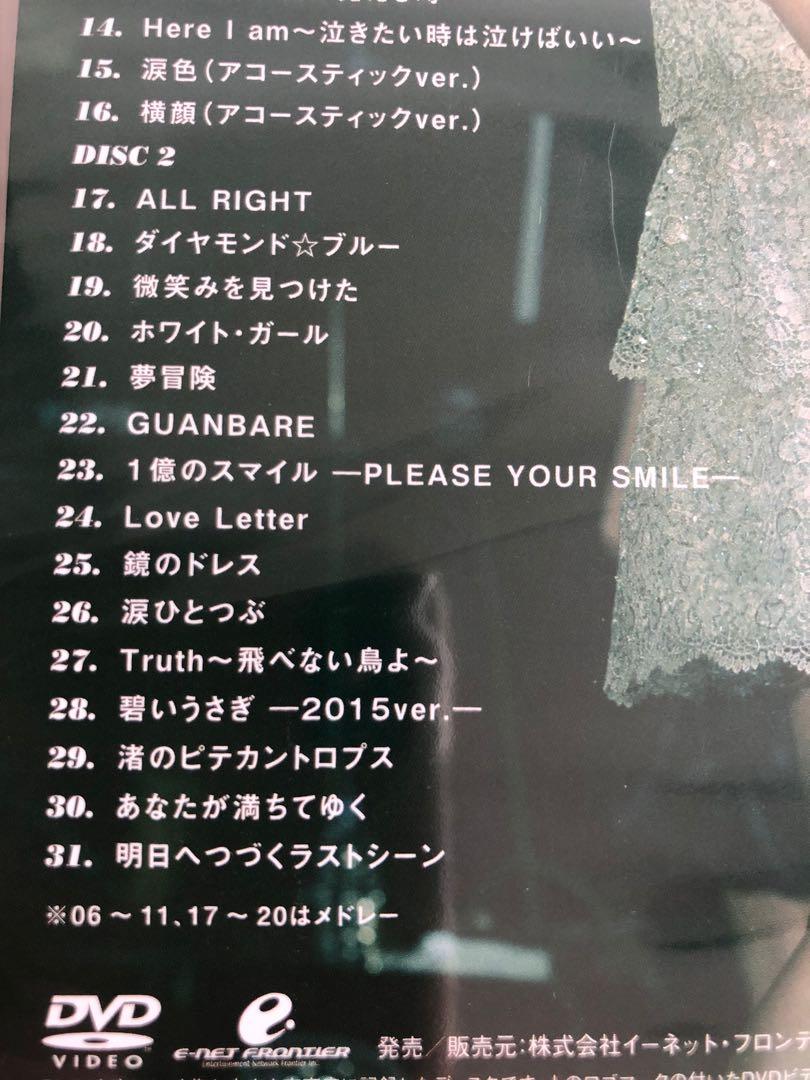 14. Here I am〜泣きたい時は泣けばいい〜
15. 涙色(アコースティックver.)
16. 横顔(アコースティックver.)
DISC 2
17. ALL RIGHT
18. ダイヤモンド☆ブルー
19. 微笑みを見つけた
20. ホワイト・ガール
21. 夢冒険
22. GUANBARE
23. 1億のスマイル ―PLEASE YOUR SMILE―
24. Love Letter
25. 鏡のドレス
26. 涙ひとつぶ
27. Truth〜飛べない鳥よ〜
28. 碧いうさぎ ―2015ver.―
29. 渚のピテカントロプス
30. あなたが満ちてゆく
31. 明日へつづくラストシーン
※06〜11、17〜20はメドレー
DVD VIDEO
e-NET FRONTIER
Entertainment Network Frontier Inc.
発売/販売元:株式会社イーネット・フロンテ